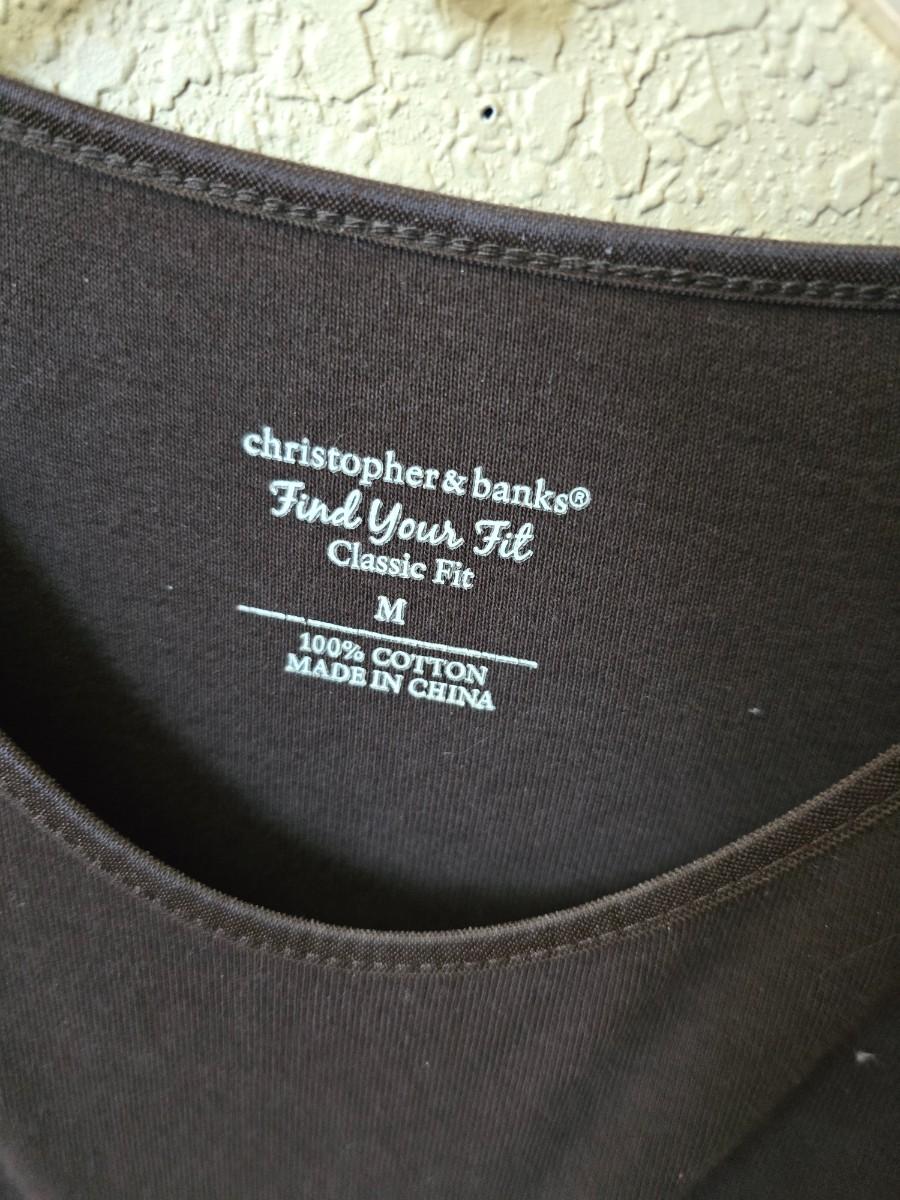 christopher & banks®
Find Your Fit
Classic Fit
M
100% COTTON
MADE IN CHINA